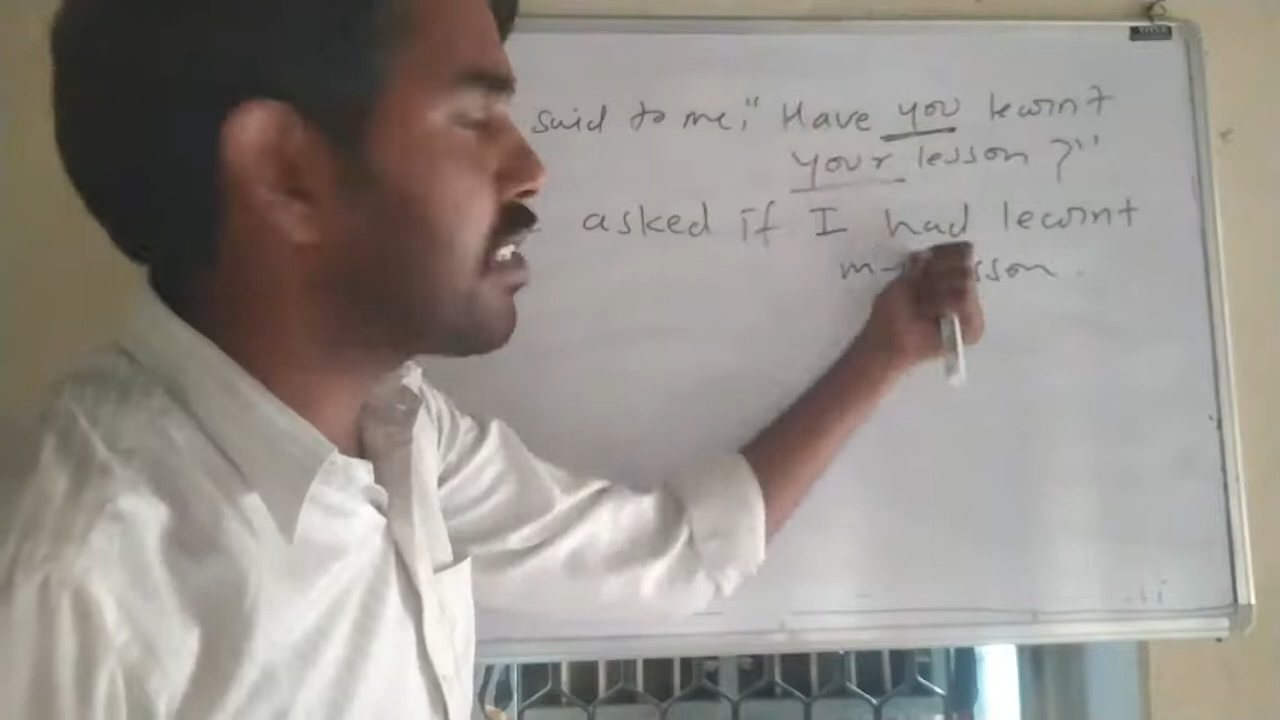 said to me, "Have you learnt
your lesson ?"
asked if I had learnt